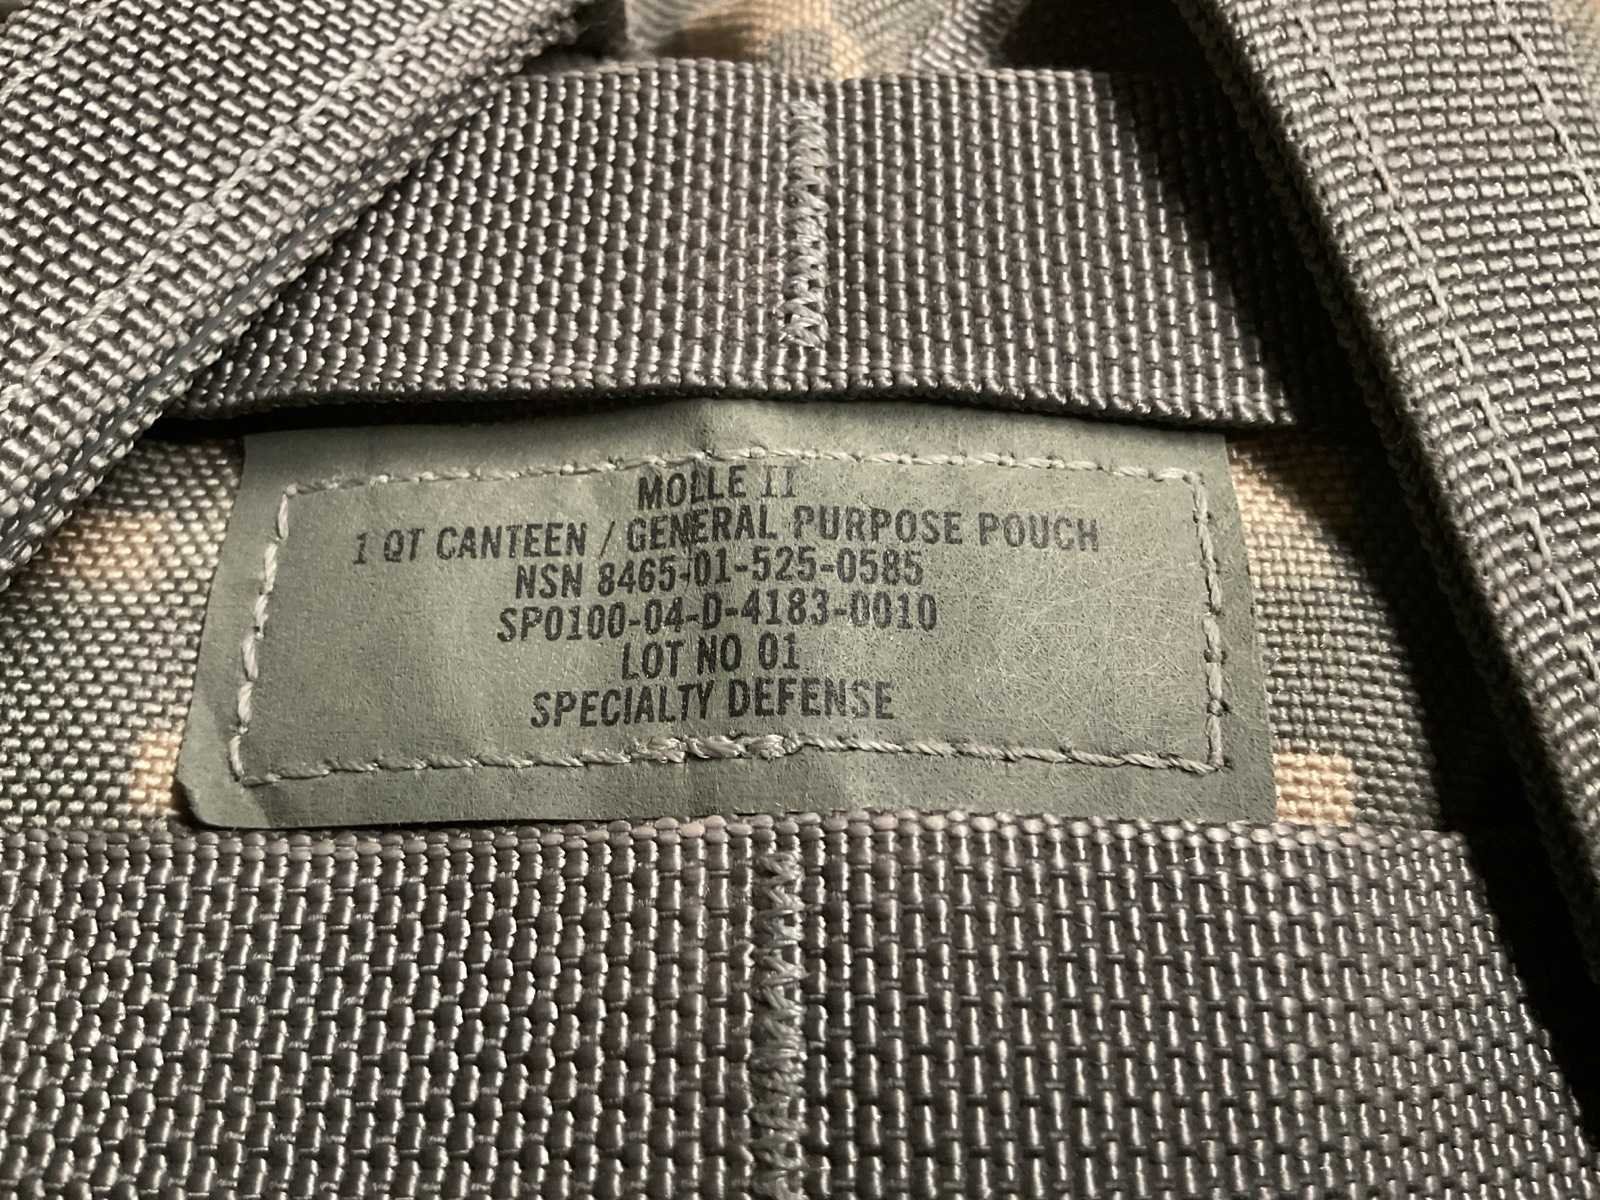 MOLLE II
1 QT CANTEEN / GENERAL PURPOSE POUCH
NSN 8465-01-525-0585
SP0100-04-D-4183-0010
LOT NO 01
SPECIALTY DEFENSE